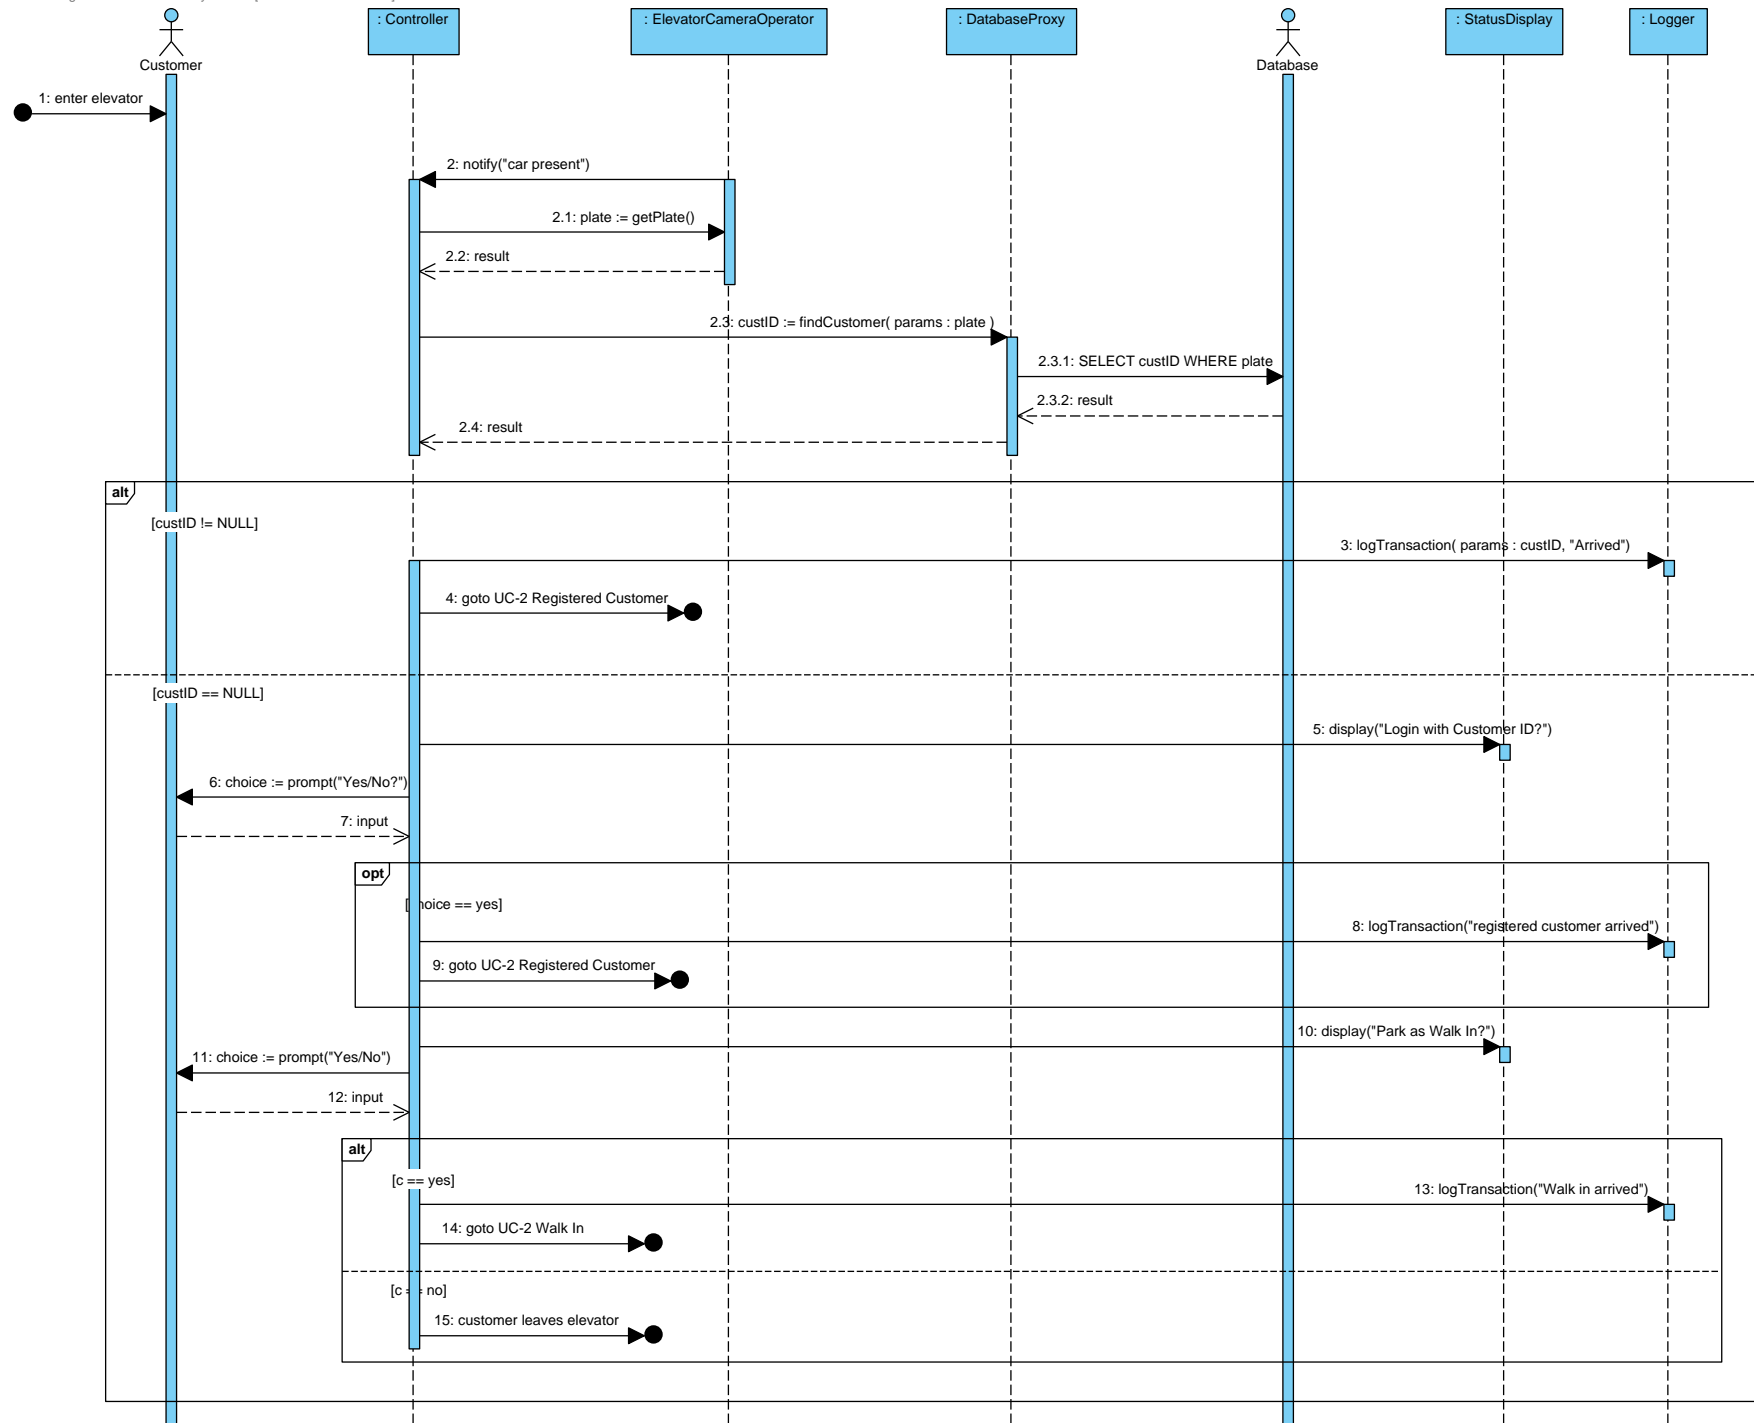 : Controller
: ElevatorCameraOperator
: DatabaseProxy
: StatusDisplay
: Logger
Customer
Database
1: enter elevator
2: notify("car present")
2.1: plate := getPlate()
2.2: result
2.3: custID := findCustomer( params : plate )
2.3.1: SELECT custID WHERE plate
2.3.2: result
2.4: result
alt
[custID != NULL]
3: logTransaction( params : custID, "Arrived")
4: goto UC-2 Registered Customer
[custID == NULL]
5: display("Login with Customer ID?")
6: choice := prompt("Yes/No?")
7: input
opt
[choice == yes]
8: logTransaction("registered customer arrived")
9: goto UC-2 Registered Customer
10: display("Park as Walk In?")
11: choice := prompt("Yes/No")
12: input
alt
[c == yes]
13: logTransaction("Walk in arrived")
14: goto UC-2 Walk In
[c == no]
15: customer leaves elevator